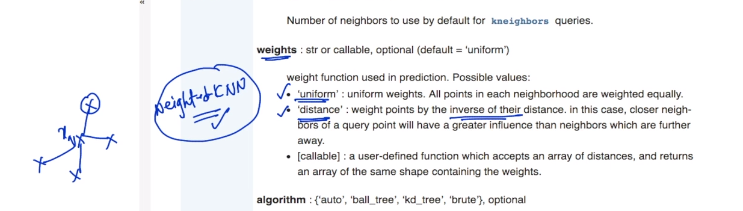 Number of neighbors to use by default for kneighbors queries.
weights : str or callable, optional (default = 'uniform')
weight function used in prediction. Possible values:
• 'uniform' : uniform weights. All points in each neighborhood are weighted equally.
• 'distance' : weight points by the inverse of their distance. in this case, closer neigh-
bors of a query point will have a greater influence than neighbors which are further
away.
• [callable] : a user-defined function which accepts an array of distances, and returns
an array of the same shape containing the weights.
algorithm : {'auto', 'ball_tree', 'kd_tree', 'brute'}, optional
weighted KNN